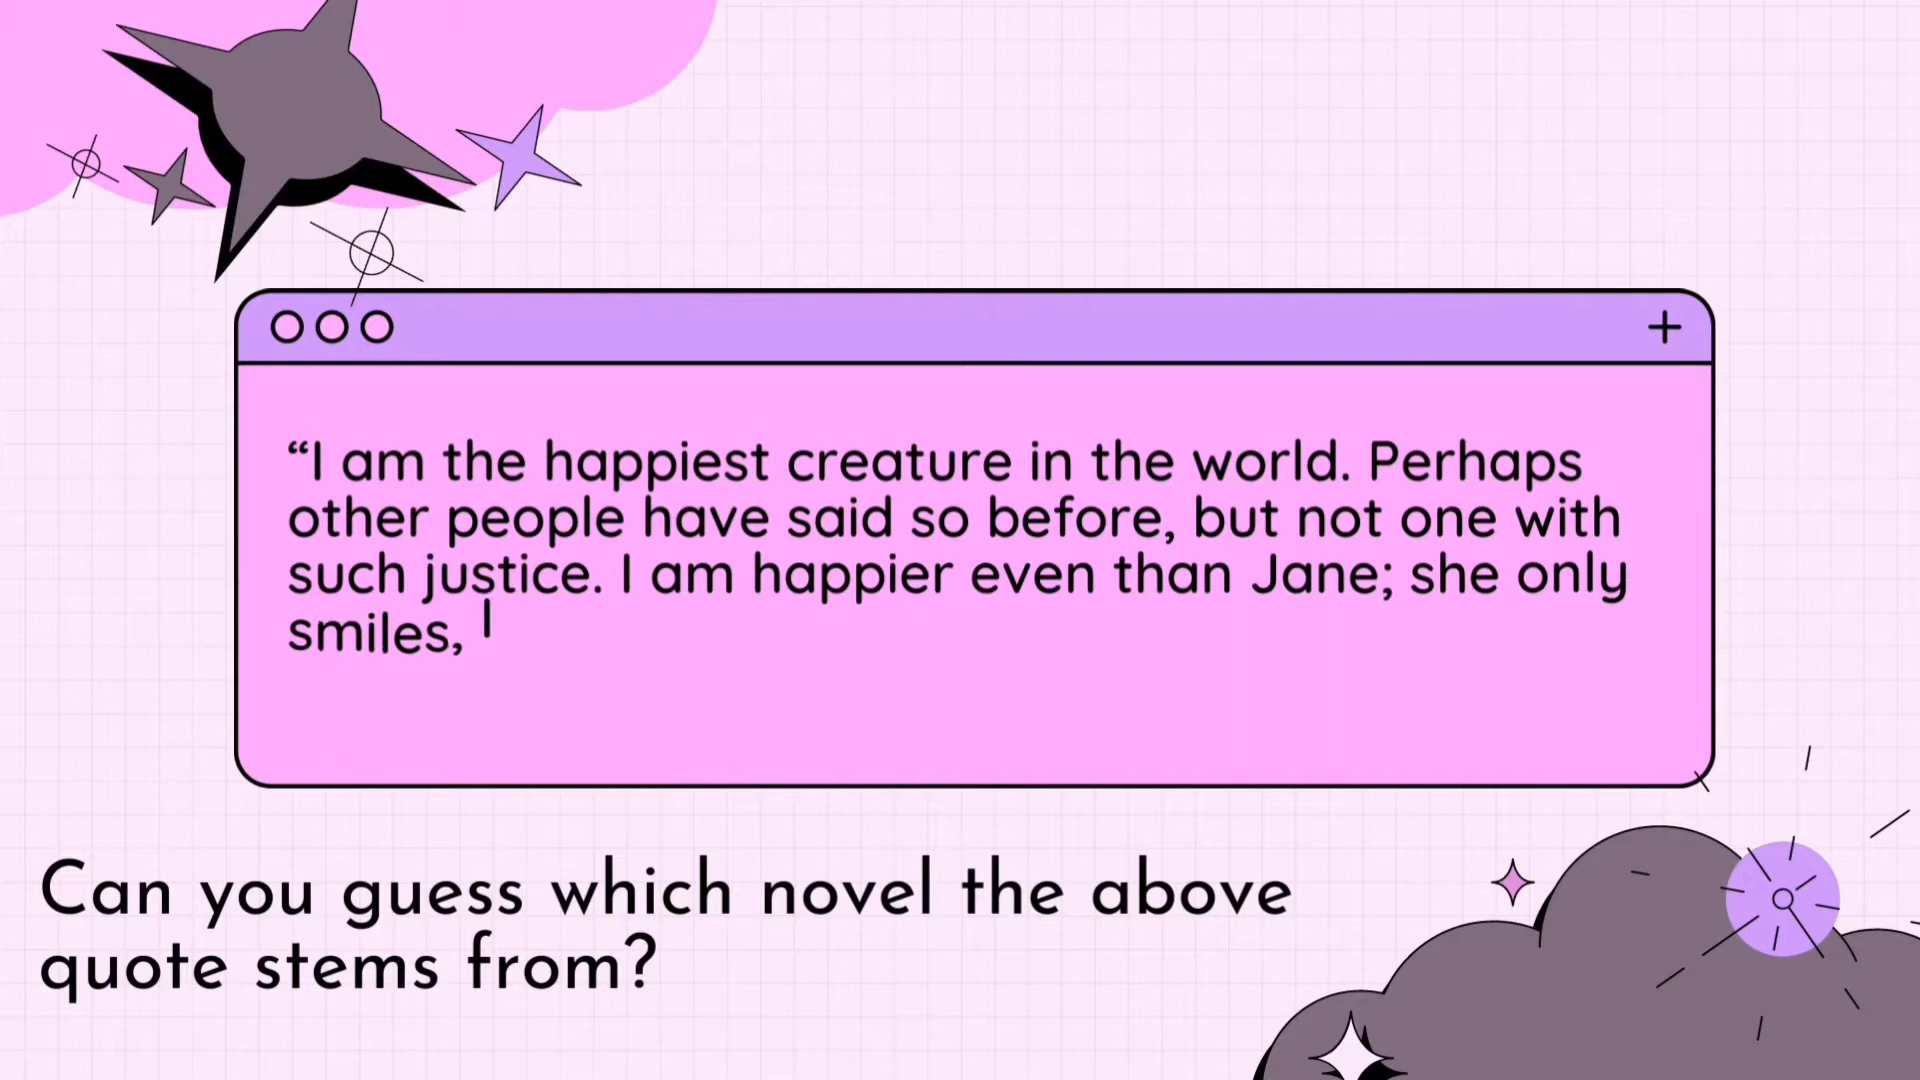 “I am the happiest creature in the world. Perhaps
other people have said so before, but not one with
such justice. I am happier even than Jane; she only
smiles, I
Can you guess which novel the above
quote stems from?